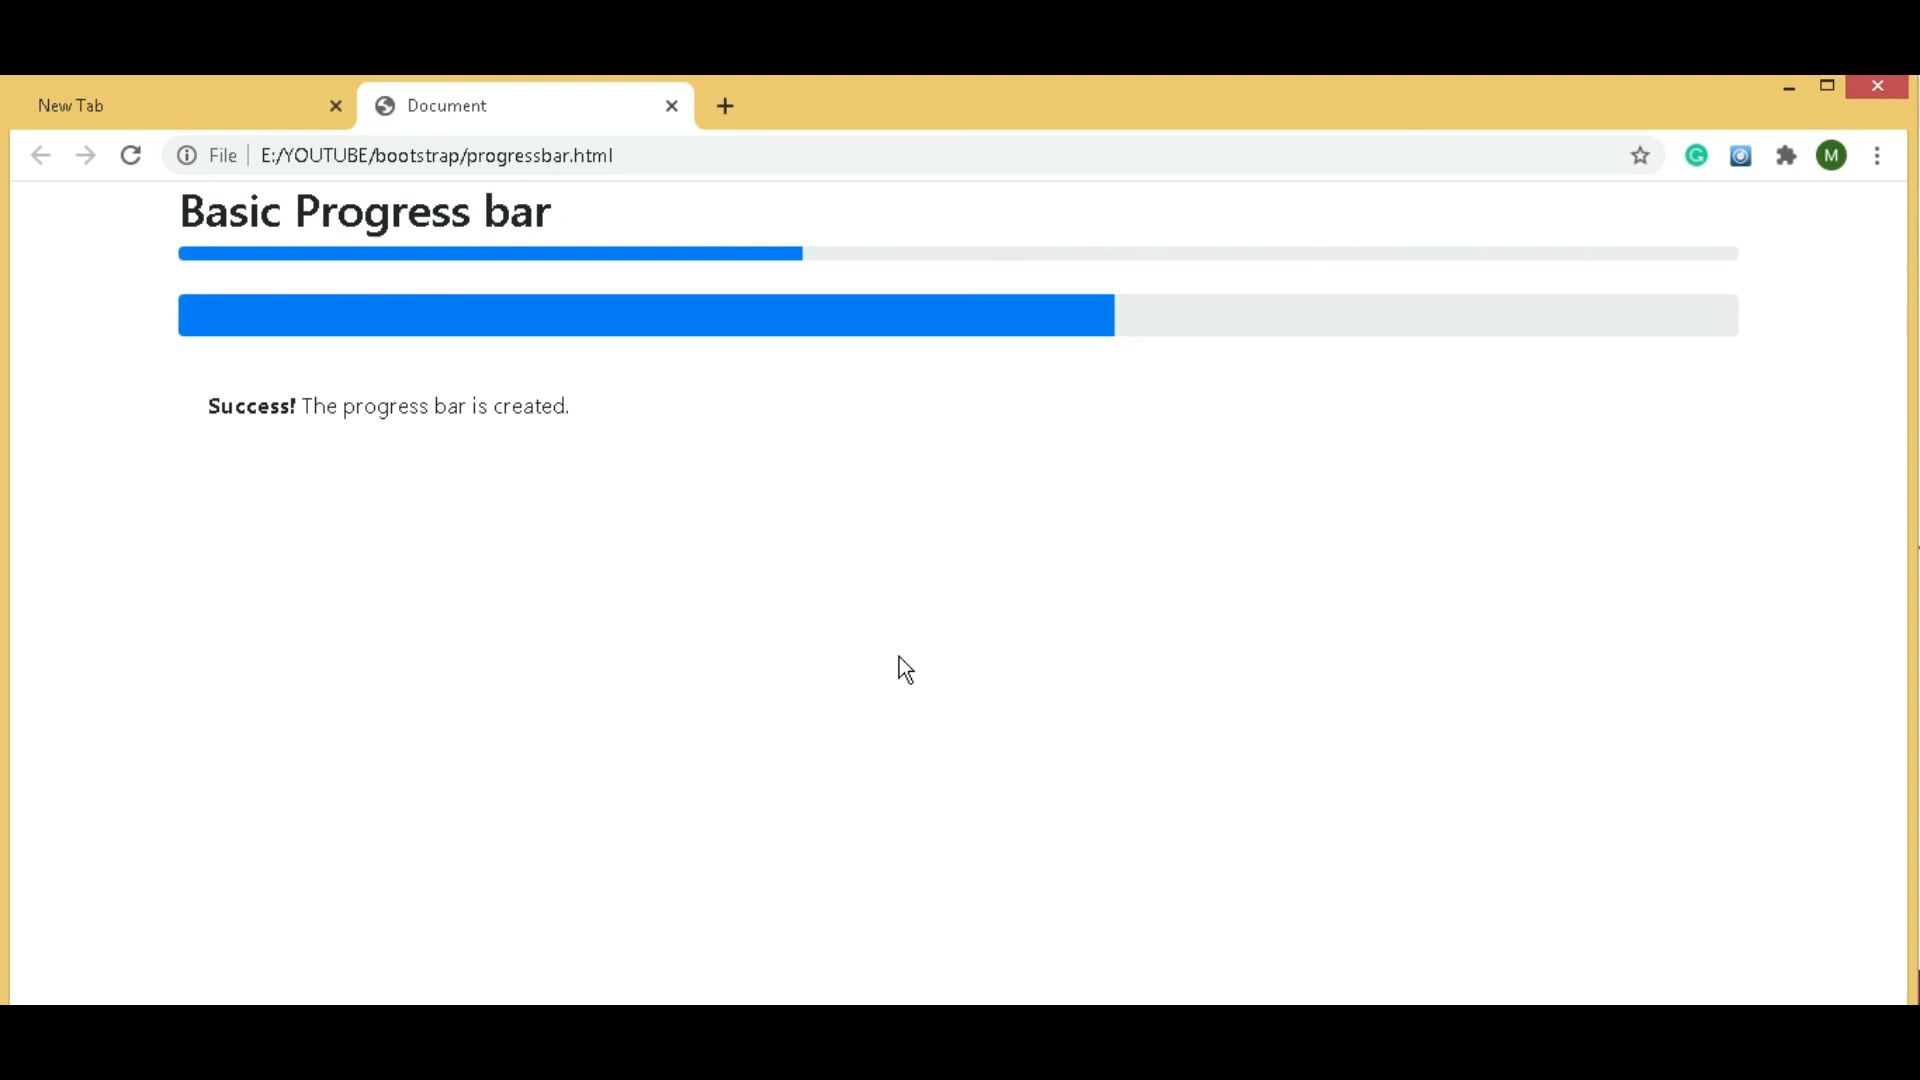 New Tab
Document
File
E:/YOUTUBE/bootstrap/progressbar.html
M
Basic Progress bar
Success! The progress bar is created.